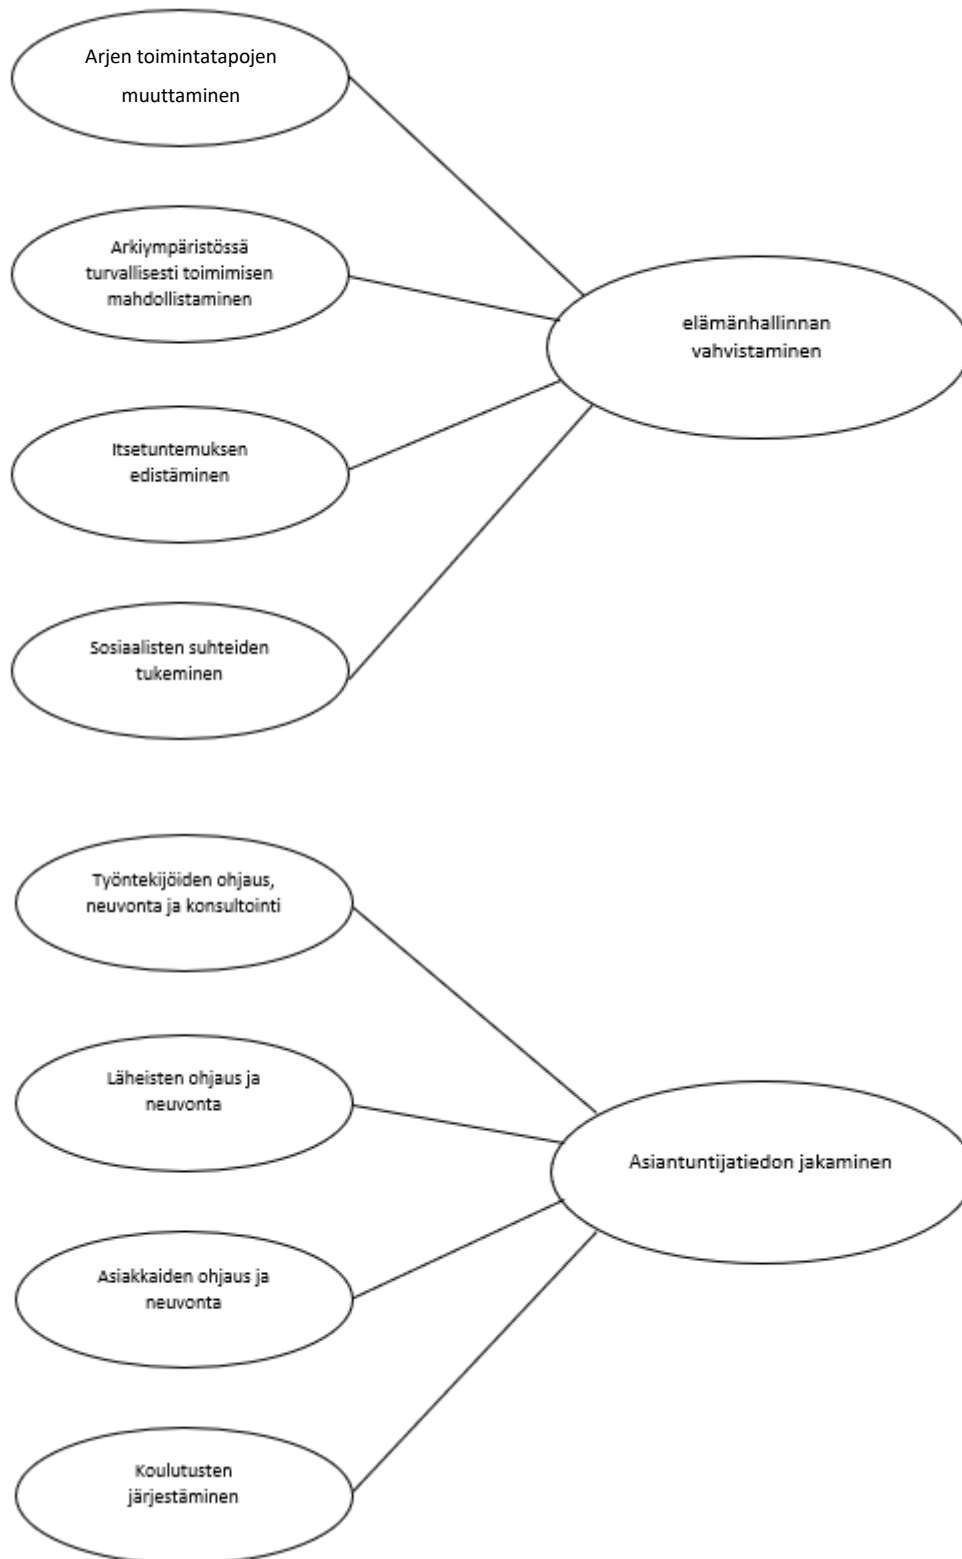 Arjen toimintatapojen
muuttaminen
Arkiympäristössä
turvallisesti toimimisen
mahdollistaminen
elämänhallinnan
vahvistaminen
Itsetuntemuksen
edistäminen
Sosiaalisten suhteiden
tukeminen
Työntekijöiden ohjaus,
neuvonta ja konsultointi
Läheisten ohjaus ja
neuvonta
Asiantuntijatiedon jakaminen
Asiakkaiden ohjaus ja
neuvonta
Koulutusten
järjestäminen